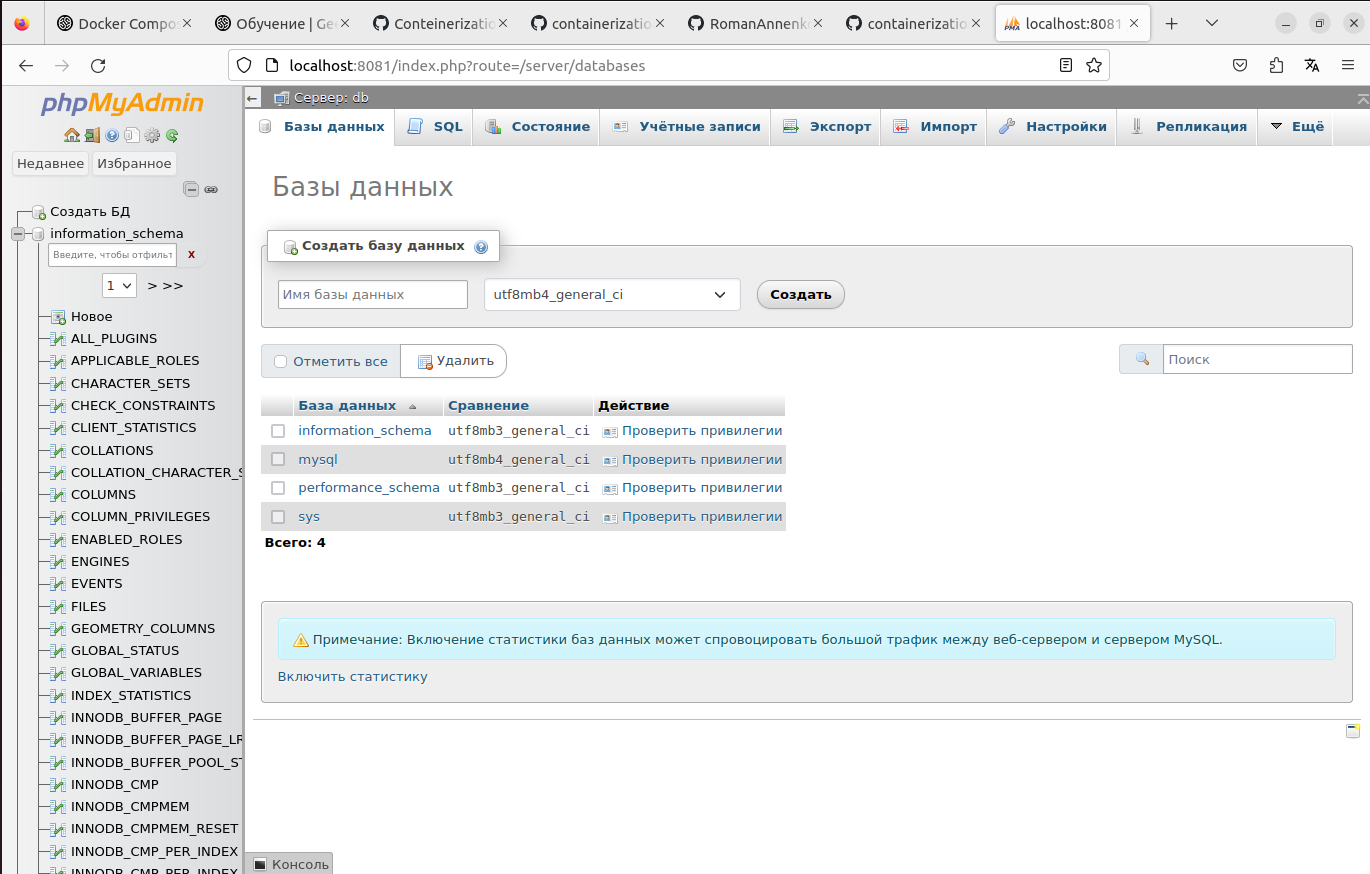 Docker Compos
Обучение | Gee
Conteinerizatio
containerizatio
RomanAnnenko
containerizatio
PMA
localhost:8081
localhost:8081/index.php?route=/server/databases
phpMyAdmin
Недавнее
Избранное
Создать БД
information_schema
Введите, чтобы отфильт
X
1
> >>
Новое
ALL_PLUGINS
APPLICABLE_ROLES
CHARACTER_SETS
CHECK_CONSTRAINTS
CLIENT_STATISTICS
COLLATIONS
COLLATION_CHARACTER_S
COLUMNS
COLUMN_PRIVILEGES
ENABLED_ROLES
ENGINES
EVENTS
FILES
GEOMETRY_COLUMNS
GLOBAL_STATUS
GLOBAL_VARIABLES
INDEX_STATISTICS
INNODB_BUFFER_PAGE
INNODB_BUFFER_PAGE_LR
INNODB_BUFFER_POOL_ST
INNODB_CMP
INNODB_CMPMEM
INNODB_CMPMEM_RESET
INNODB_CMP_PER_INDEX
INNODB_CMP_PER_INDEX
Сервер: db
Базы данных
SQL
Состояние
Учётные записи
Экспорт
Импорт
Настройки
Репликация
Ещё
Базы данных
Создать базу данных
Имя базы данных
utf8mb4_general_ci
Создать
Отметить все
Удалить
Поиск
База данных Сравнение Действие
information_schema utf8mb3_general_ci Проверить привилегии
mysql utf8mb4_general_ci Проверить привилегии
performance_schema utf8mb3_general_ci Проверить привилегии
sys utf8mb3_general_ci Проверить привилегии
Всего: 4
Примечание: Включение статистики баз данных может спровоцировать большой трафик между веб-сервером и сервером MySQL.
Включить статистику
Консоль